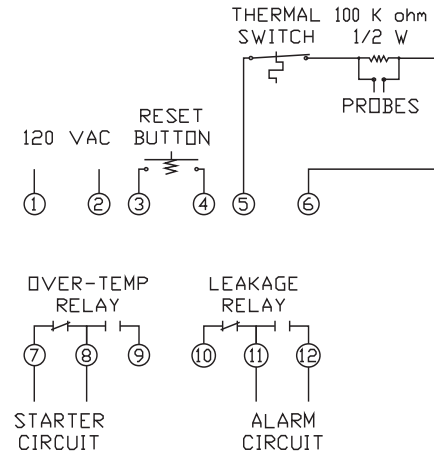 THERMAL 100 K ohm
SWITCH 1/2 W
PROBES
RESET
120 VAC BUTTON
1 2 3 4 5 6
OVER-TEMP LEAKAGE
RELAY RELAY
7 8 9 10 11 12
STARTER ALARM
CIRCUIT CIRCUIT